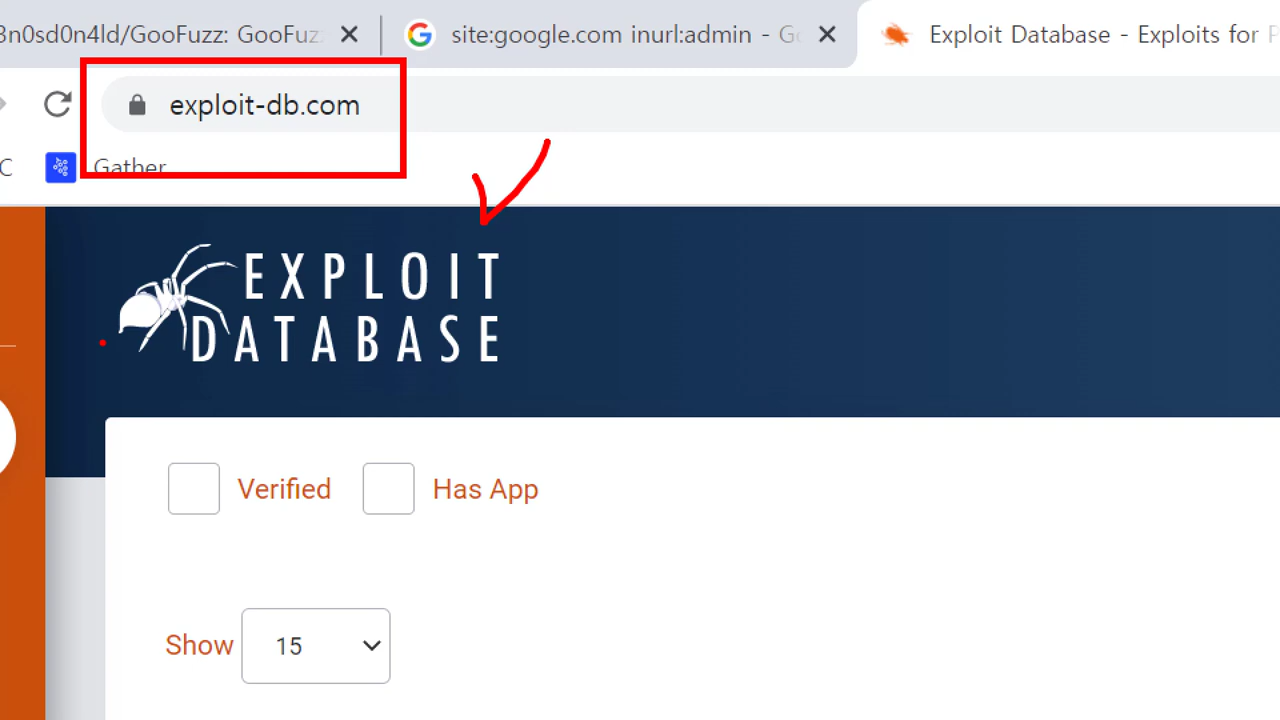 3n0sd0n4ld/GooFuzz: GooFuz
site:google.com inurl:admin - Go
Exploit Database - Exploits for P
exploit-db.com
C
Gather
EXPLOIT
DATABASE
Verified
Has App
Show
15